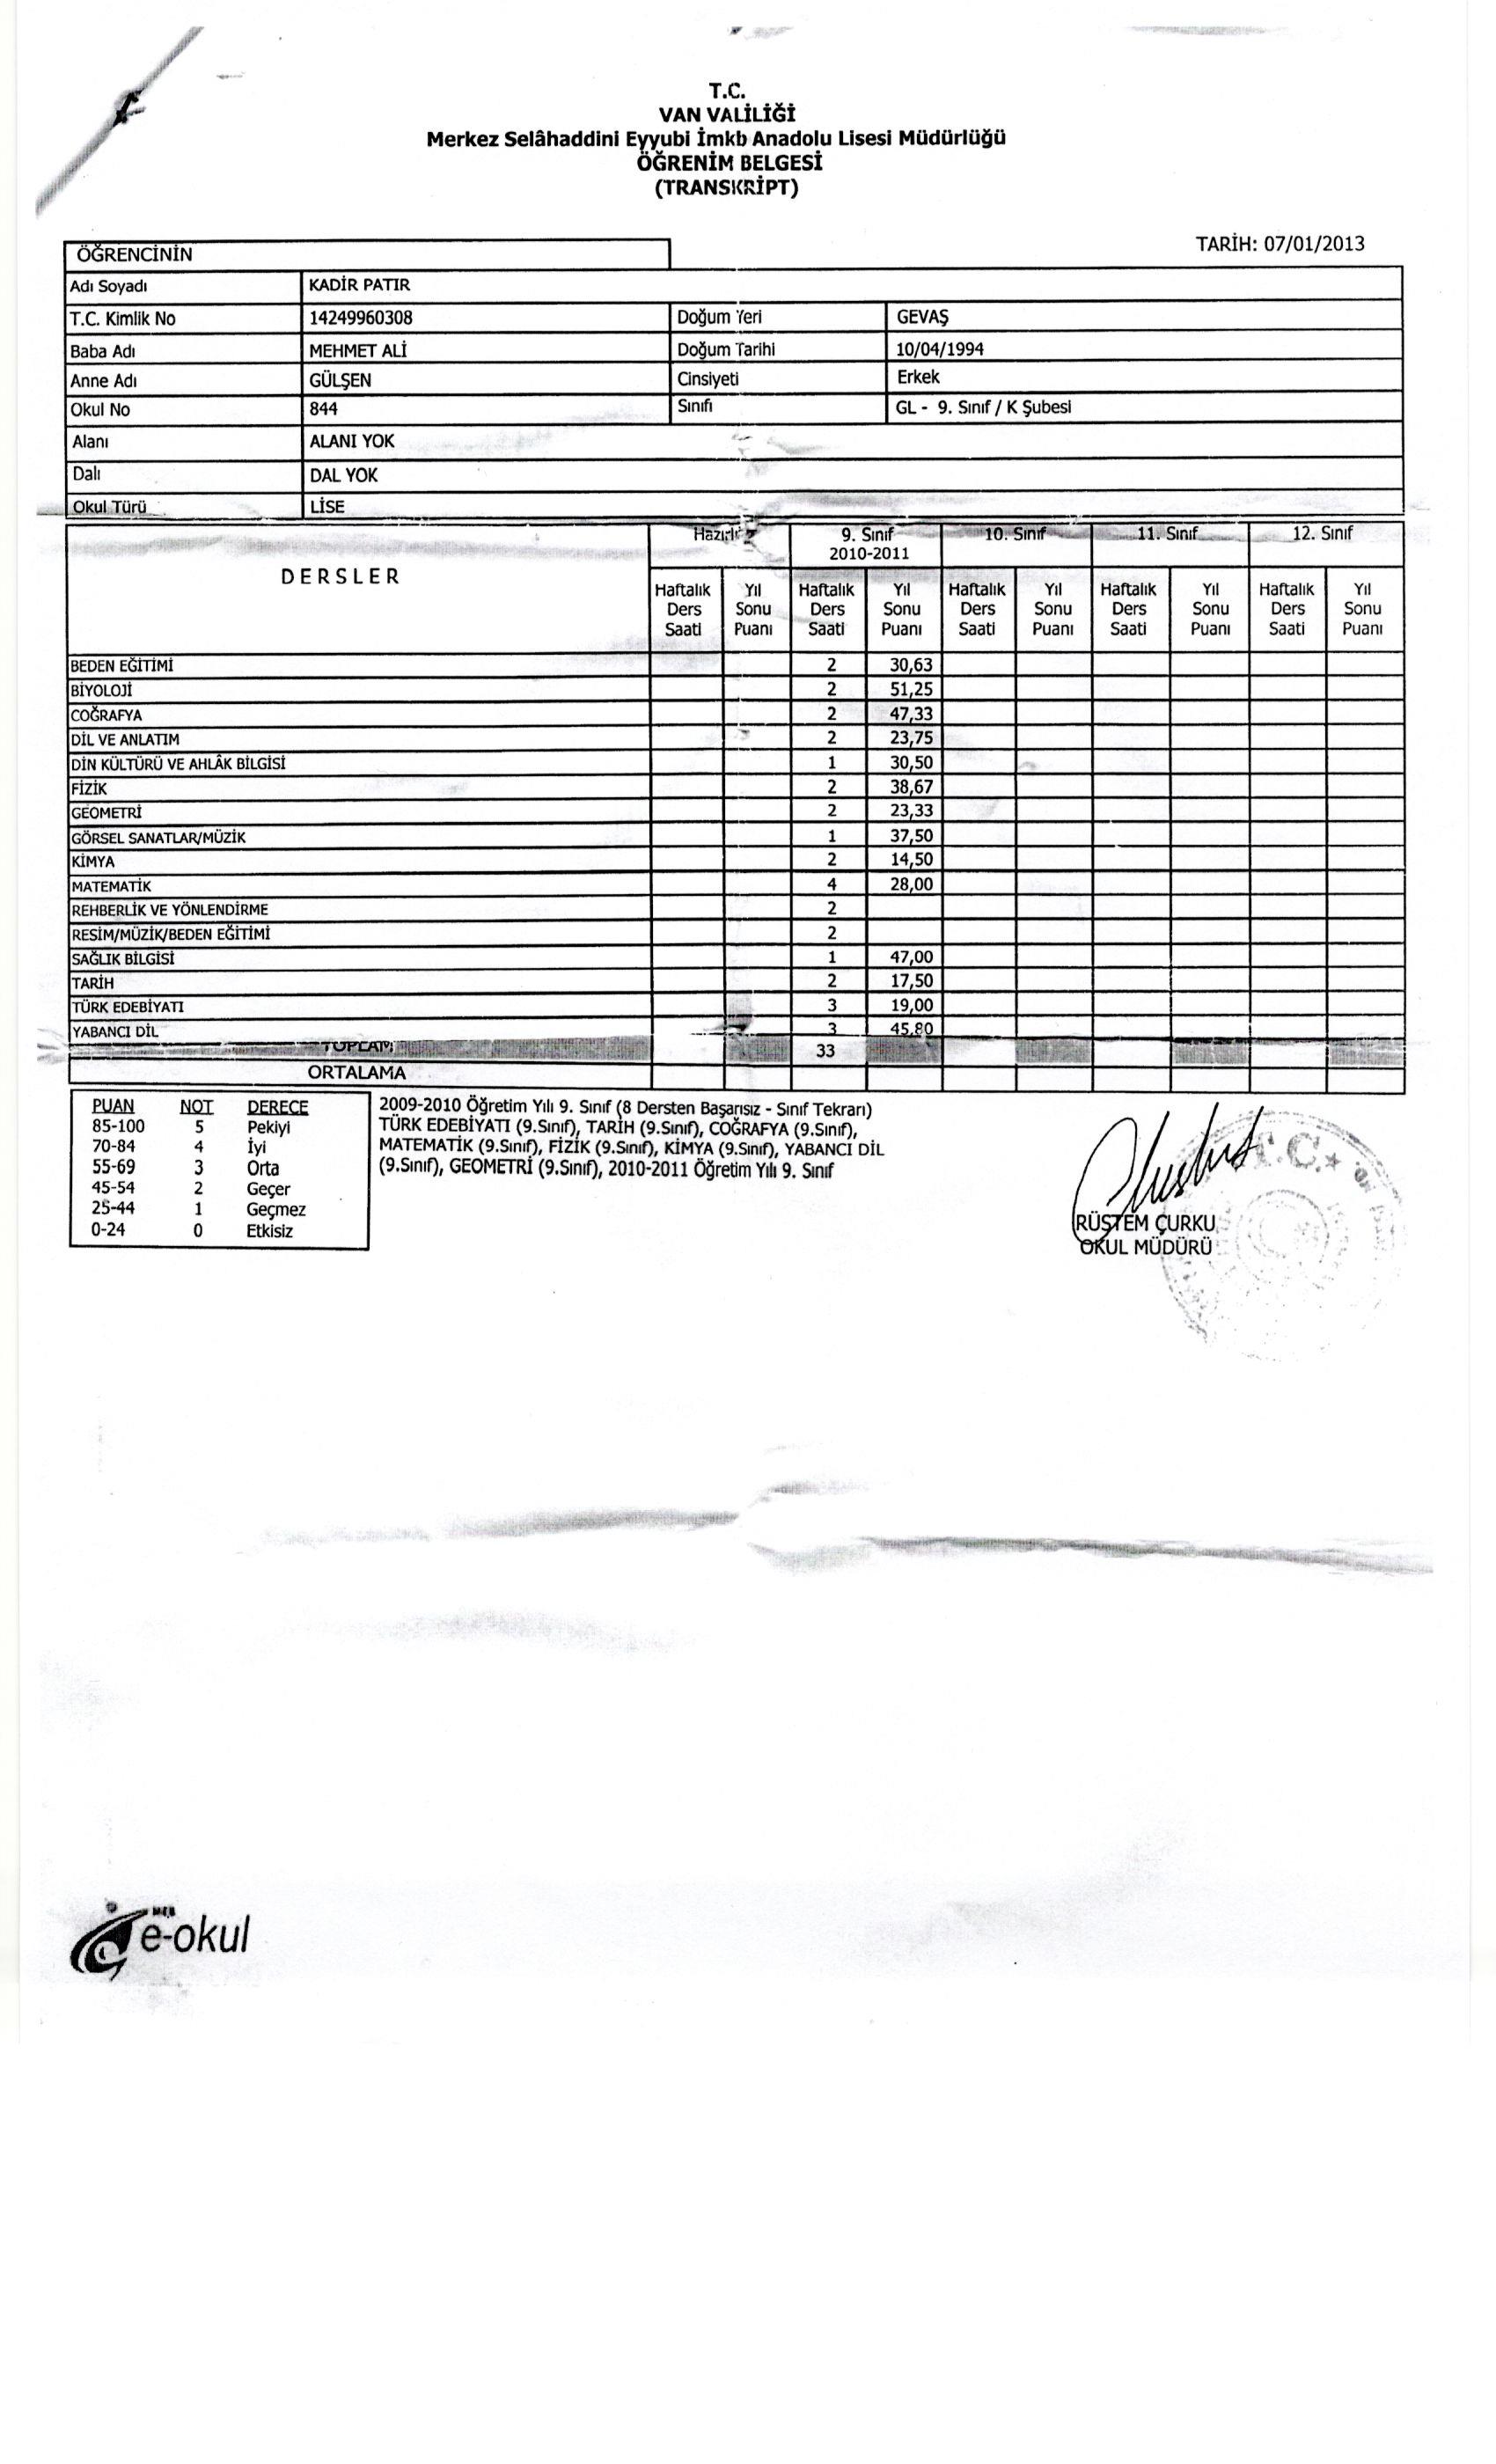 T.C.
VAN VALİLİĞİ
Merkez Selâhaddini Eyyubi İmkb Anadolu Lisesi Müdürlüğü
ÖĞRENİM BELGESİ
(TRANSKRİPT)
TARİH: 07/01/2013
ÖĞRENCİNİN
Adı Soyadı KADİR PATIR
T.C. Kimlik No 14249960308 Doğum Yeri GEVAŞ
Baba Adı MEHMET ALİ Doğum Tarihi 10/04/1994
Anne Adı GÜLŞEN Cinsiyeti Erkek
Okul No 844 Sınıfı GL - 9. Sınıf / K Şubesi
Alanı ALANI YOK
Dalı DAL YOK
Okul Türü LİSE
DERSLER 9. Sınıf 10. Sınıf 11. Sınıf 12. Sınıf
2010-2011
Haftalık Ders Saati Yıl Sonu Puanı Haftalık Ders Saati Yıl Sonu Puanı Haftalık Ders Saati Yıl Sonu Puanı Haftalık Ders Saati Yıl Sonu Puanı Haftalık Ders Saati Yıl Sonu Puanı
BEDEN EĞİTİMİ 2 30,63
BİYOLOJİ 2 51,25
COĞRAFYA 2 47,33
DİL VE ANLATIM 2 23,75
DİN KÜLTÜRÜ VE AHLÂK BİLGİSİ 1 30,50
FİZİK 2 38,67
GEOMETRİ 2 23,33
GÖRSEL SANATLAR/MÜZİK 1 37,50
KİMYA 2 14,50
MATEMATİK 4 28,00
REHBERLİK VE YÖNLENDİRME 2
RESİM/MÜZİK/BEDEN EĞİTİMİ 2
SAĞLIK BİLGİSİ 1 47,00
TARİH 2 17,50
TÜRK EDEBİYATI 3 19,00
YABANCI DİL 3 45,80
TOPLAM 33
ORTALAMA
PUAN NOT DERECE
85-100 5 Pekiyi
70-84 4 İyi
55-69 3 Orta
45-54 2 Geçer
25-44 1 Geçmez
0-24 0 Etkisiz
2009-2010 Öğretim Yılı 9. Sınıf (8 Dersten Başarısız - Sınıf Tekrarı)
TÜRK EDEBİYATI (9.Sınıf), TARİH (9.Sınıf), COĞRAFYA (9.Sınıf),
MATEMATİK (9.Sınıf), FİZİK (9.Sınıf), KİMYA (9.Sınıf), YABANCI DİL
(9.Sınıf), GEOMETRİ (9.Sınıf), 2010-2011 Öğretim Yılı 9. Sınıf
T.C.
RÜSTEM ÇURKU
OKUL MÜDÜRÜ
MEB
e-okul